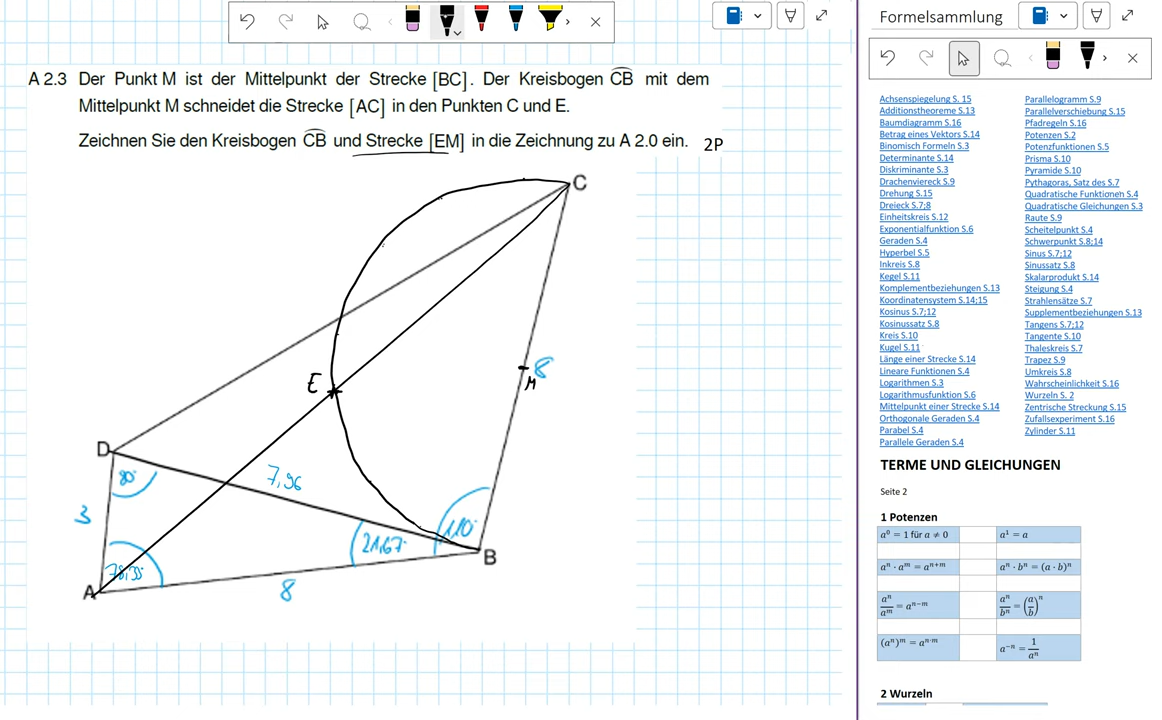 Formelsammlung
A 2.3 Der Punkt M ist der Mittelpunkt der Strecke [BC]. Der Kreisbogen CB mit dem
Mittelpunkt M schneidet die Strecke [AC] in den Punkten C und E.
Zeichnen Sie den Kreisbogen CB und Strecke [EM] in die Zeichnung zu A 2.0 ein. 2P
C
E
8
M
D
80°
7,96
3
110°
21,67°
B
78,33°
A
8
Achsenspiegelung S. 15
Additionstheoreme S.13
Baumdiagramm S.16
Betrag eines Vektors S.14
Binomisch Formeln S.3
Determinante S.14
Diskriminante S.3
Drachenviereck S.9
Drehung S.15
Dreieck S.7;8
Einheitskreis S.12
Exponentialfunktion S.6
Geraden S.4
Hyperbel S.5
Inkreis S.8
Kegel S.11
Komplementbeziehungen S.13
Koordinatensystem S.14;15
Kosinus S.7;12
Kosinussatz S.8
Kreis S.10
Kugel S.11
Länge einer Strecke S.14
Lineare Funktionen S.4
Logarithmen S.3
Logarithmusfunktion S.6
Mittelpunkt einer Strecke S.14
Orthogonale Geraden S.4
Parabel S.4
Parallele Geraden S.4
Parallelogramm S.9
Parallelverschiebung S.15
Pfadregeln S.16
Potenzen S.2
Potenzfunktionen S.5
Prisma S.10
Pyramide S.10
Pythagoras, Satz des S.7
Quadratische Funktionen S.4
Quadratische Gleichungen S.3
Raute S.9
Scheitelpunkt S.4
Schwerpunkt S.8;14
Sinus S.7;12
Sinussatz S.8
Skalarprodukt S.14
Steigung S.4
Strahlensätze S.7
Supplementbeziehungen S.13
Tangens S.7;12
Tangente S.10
Thaleskreis S.7
Trapez S.9
Umkreis S.8
Wahrscheinlichkeit S.16
Wurzeln S. 2
Zentrische Streckung S.15
Zufallsexperiment S.16
Zylinder S.11
TERME UND GLEICHUNGEN
Seite 2
1 Potenzen
a⁰ = 1 für a ≠ 0 a¹ = a
aⁿ · aᵐ = aⁿ⁺ᵐ aⁿ · bⁿ = (a · b)ⁿ
aⁿ/aᵐ = aⁿ⁻ᵐ aⁿ/bⁿ = (a/b)ⁿ
(aⁿ)ᵐ = aⁿ·ᵐ a⁻ⁿ = 1/aⁿ
2 Wurzeln